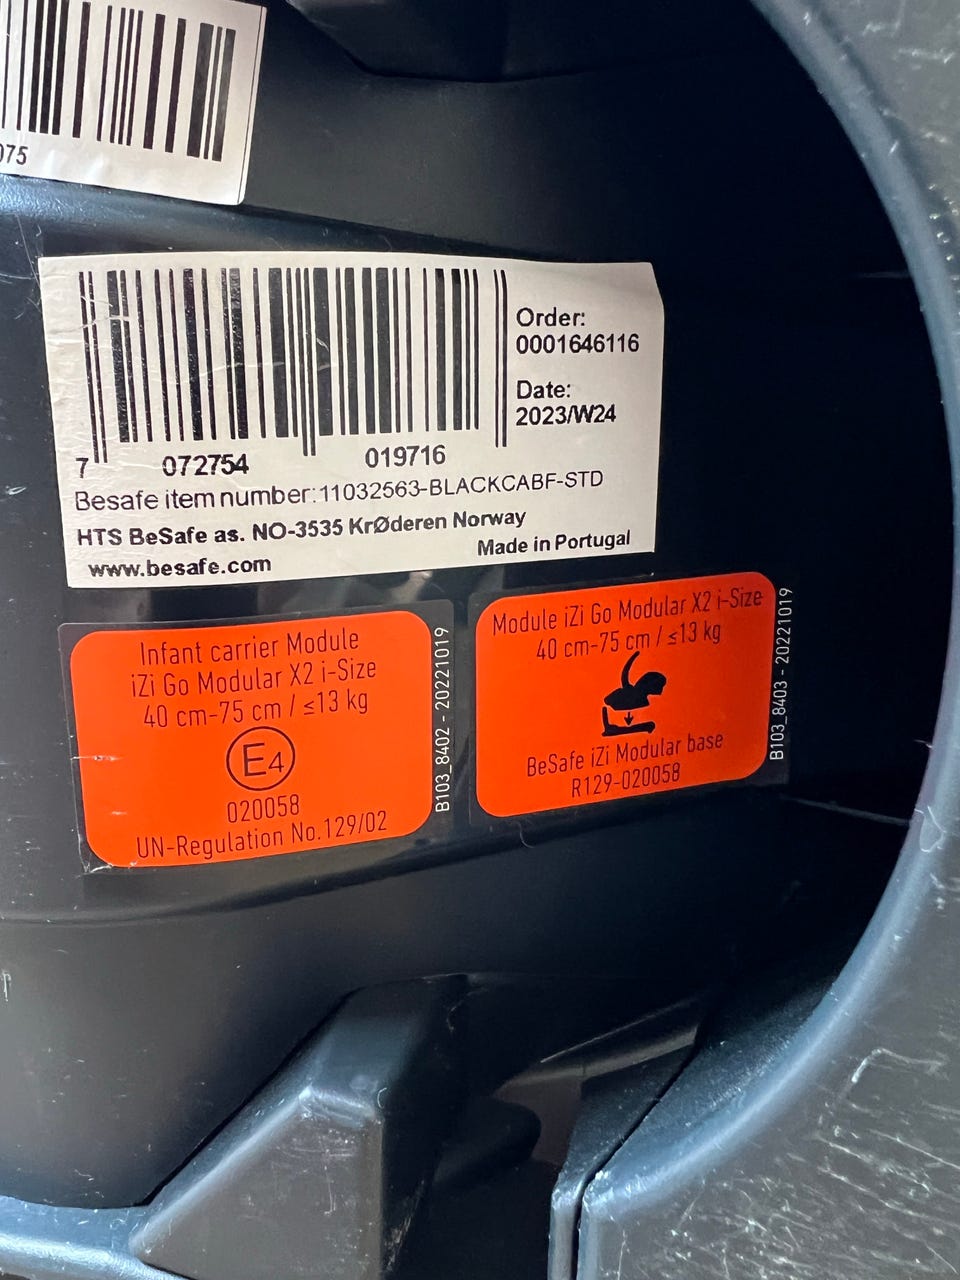 075
Order:
0001646116
Date:
2023/W24
7 072754 019716
Besafe item number:11032563-BLACKCABF-STD
HTS BeSafe as. NO-3535 KrØderen Norway
Made in Portugal
www.besafe.com
Infant carrier Module
iZi Go Modular X2 i-Size
40 cm-75 cm / ≤13 kg
E4
020058
UN-Regulation No.129/02
B103_8402 - 20221019
Module iZi Go Modular X2 i-Size
40 cm-75 cm / ≤13 kg
BeSafe iZi Modular base
R129-020058
B103_8403 - 20221019